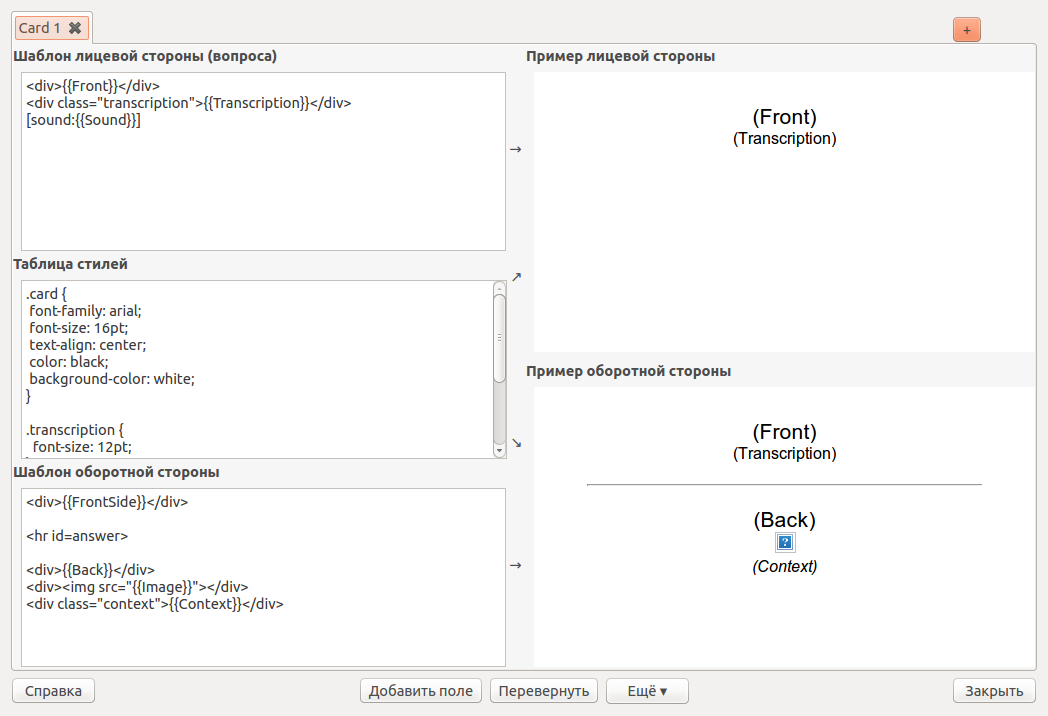 Card 1 ✖
+
Шаблон лицевой стороны (вопроса)
<div>{{Front}}</div>
<div class="transcription">{{Transcription}}</div>
[sound:{{Sound}}]
→
Пример лицевой стороны
(Front)
(Transcription)
Таблица стилей
↗
.card {
 font-family: arial;
 font-size: 16pt;
 text-align: center;
 color: black;
 background-color: white;
}

.transcription {
  font-size: 12pt;
↘
Шаблон оборотной стороны
<div>{{FrontSide}}</div>

<hr id=answer>

<div>{{Back}}</div>
<div><img src="{{Image}}"></div>
<div class="context">{{Context}}</div>
→
Пример оборотной стороны
(Front)
(Transcription)
(Back)
?
(Context)
Справка
Добавить поле
Перевернуть
Ещё ▾
Закрыть